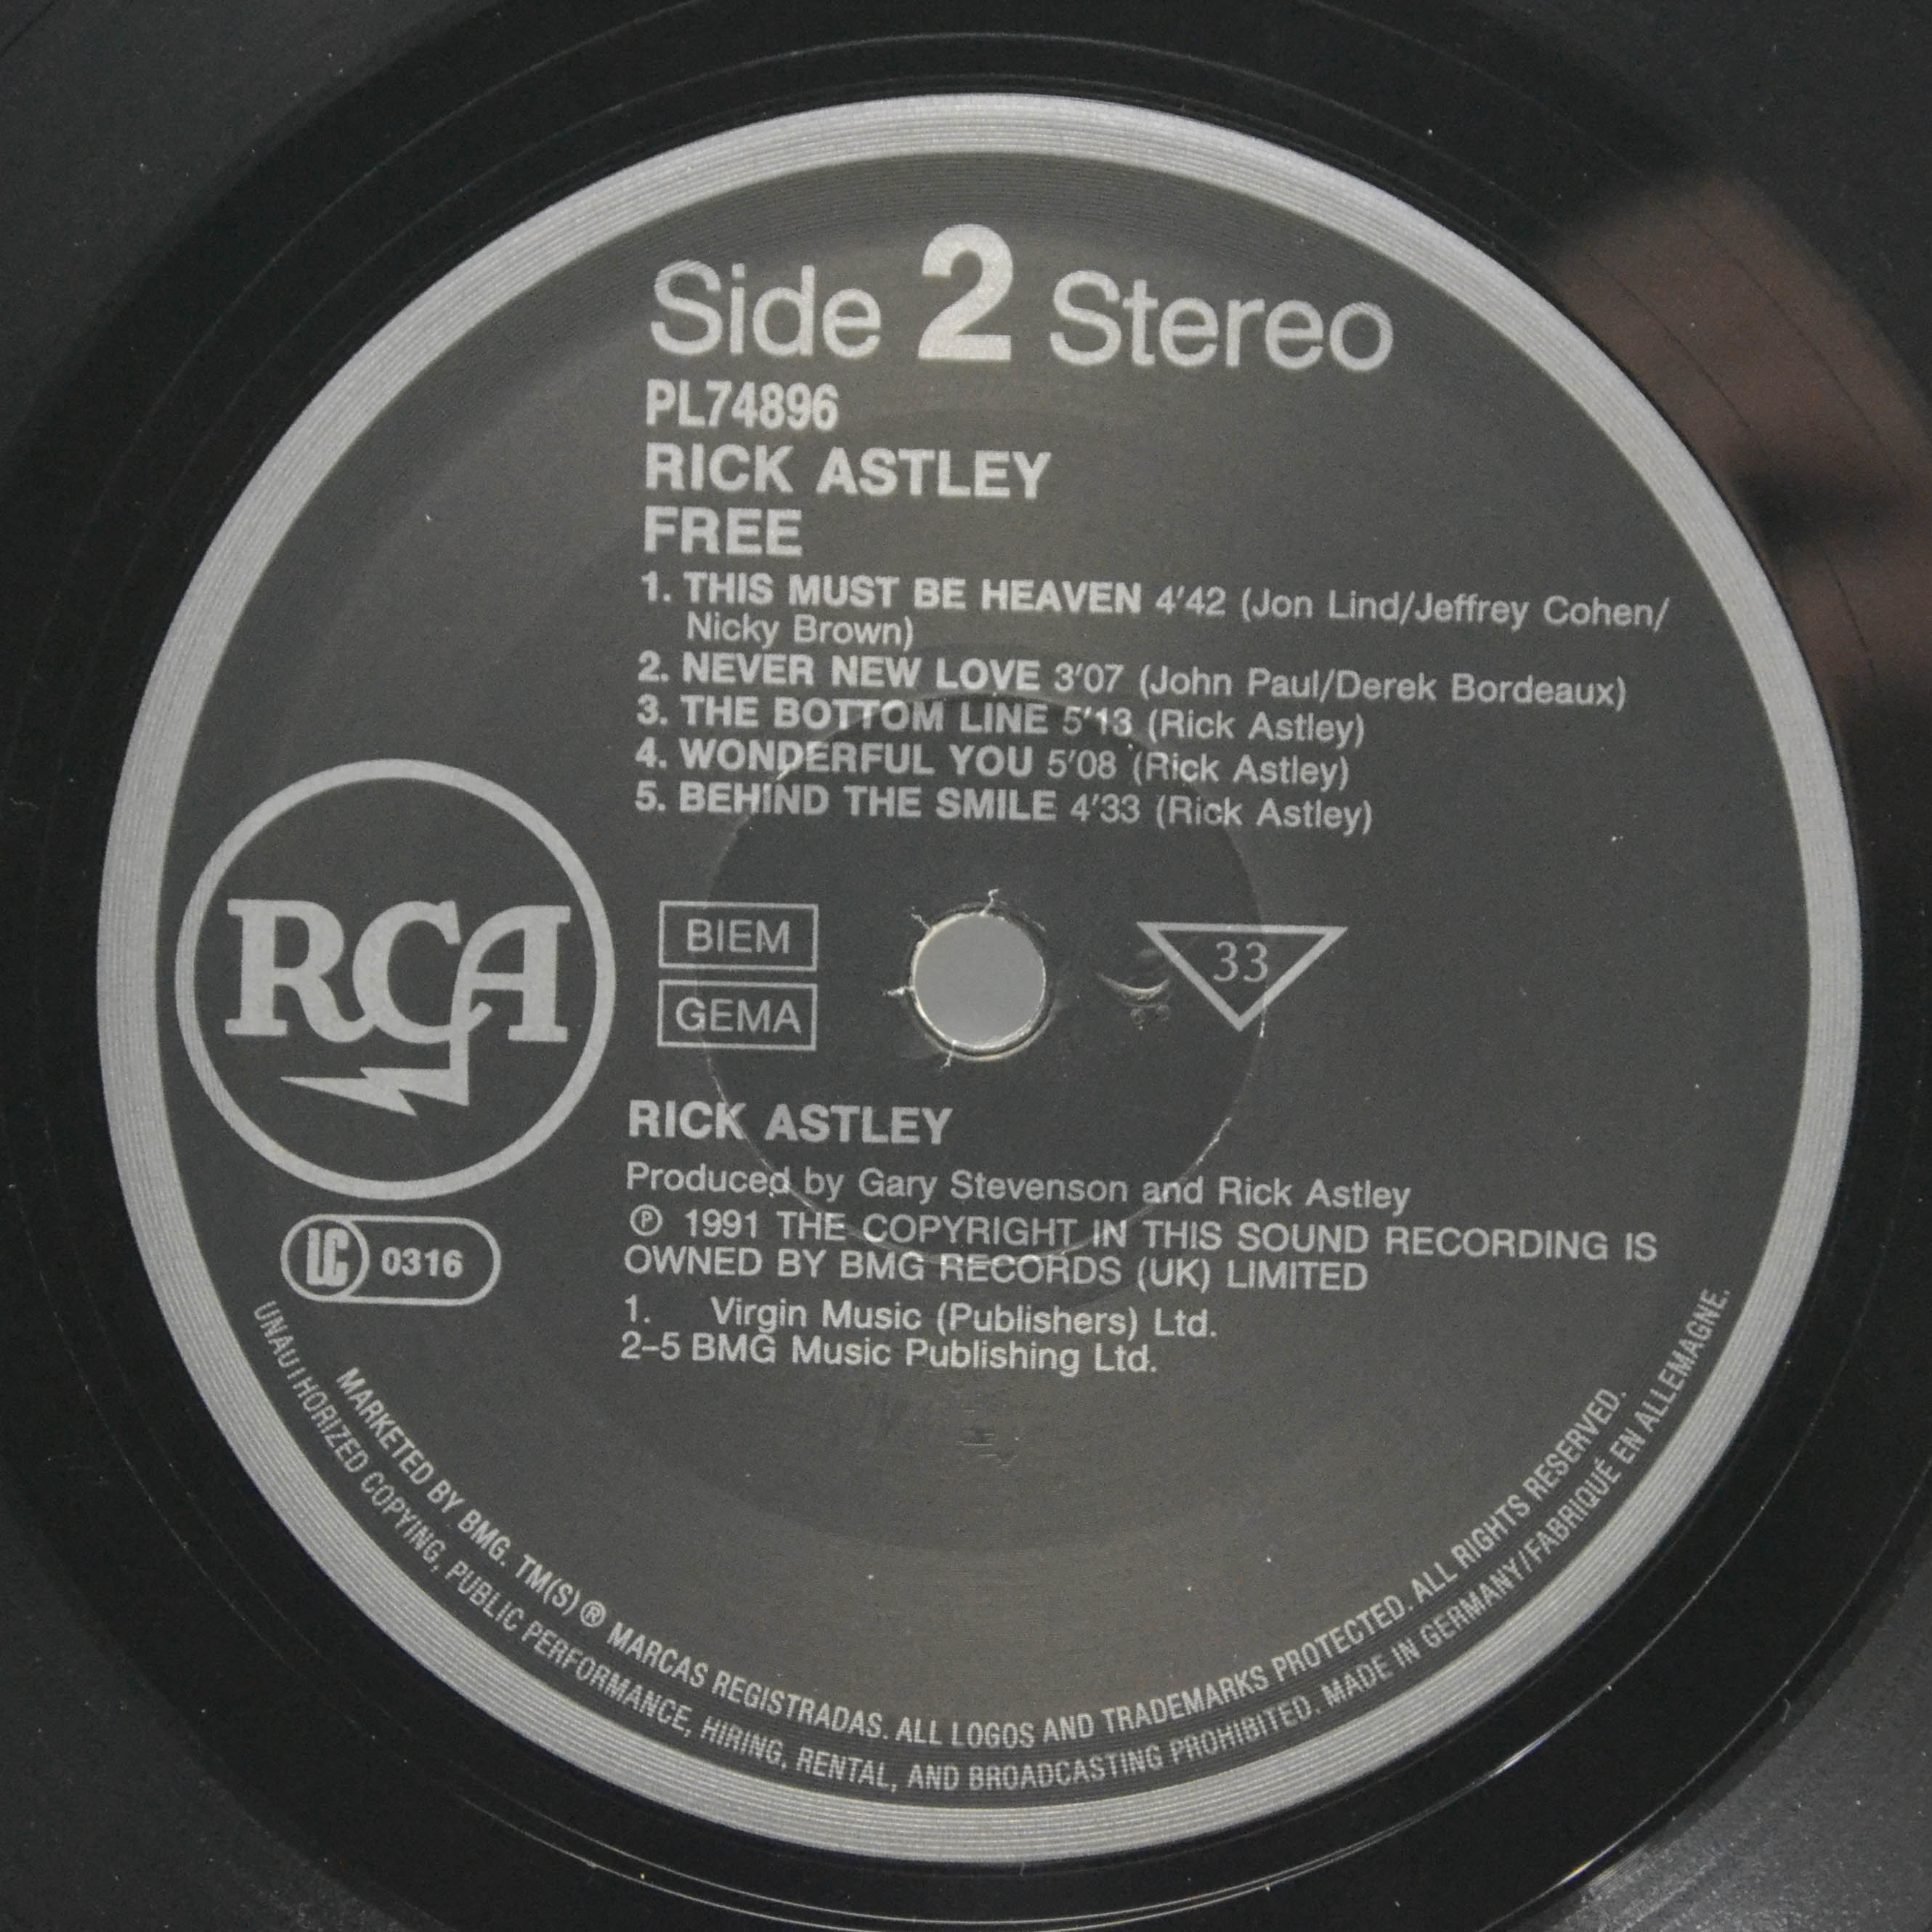 Side 2 Stereo
PL74896
RICK ASTLEY
FREE
1. THIS MUST BE HEAVEN 4'42 (Jon Lind/Jeffrey Cohen/
Nicky Brown)
2. NEVER NEW LOVE 3'07 (John Paul/Derek Bordeaux)
3. THE BOTTOM LINE 5'13 (Rick Astley)
4. WONDERFUL YOU 5'08 (Rick Astley)
5. BEHIND THE SMILE 4'33 (Rick Astley)
RCA
BIEM
GEMA
33
RICK ASTLEY
Produced by Gary Stevenson and Rick Astley
℗ 1991 THE COPYRIGHT IN THIS SOUND RECORDING IS
OWNED BY BMG RECORDS (UK) LIMITED
LC 0316
1. Virgin Music (Publishers) Ltd.
2–5 BMG Music Publishing Ltd.
MARKETED BY BMG. TM(S) ® MARCAS REGISTRADAS. ALL LOGOS AND TRADEMARKS PROTECTED. ALL RIGHTS RESERVED.
UNAUTHORIZED COPYING, PUBLIC PERFORMANCE, HIRING, RENTAL, AND BROADCASTING PROHIBITED. MADE IN GERMANY/FABRIQUÉ EN ALLEMAGNE.